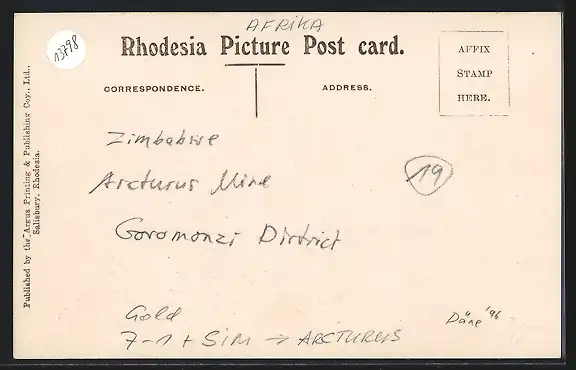 AFRIKA
13798
Rhodesia Picture Post card.
CORRESPONDENCE.
ADDRESS.
AFFIX
STAMP
HERE.
Published by the Argus Printing & Publishing Coy., Ltd.,
Salisbury, Rhodesia.
Zimbabwe
Arcturus Mine
19
Goromonzi District
Gold
Däne '96
7-1 + SIM → ARCTURUS